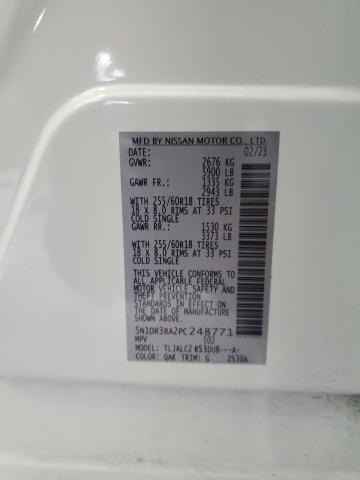 MFD BY NISSAN MOTOR CO., LTD.
DATE: 02/23
GVWR: 2676 KG
5900 LB
GAWR FR.: 1335 KG
2943 LB
WITH 255/60R18 TIRES
18 X 8.0 RIMS AT 33 PSI
COLD SINGLE
GAWR RR.: 1530 KG
3373 LB
WITH 255/60R18 TIRES
18 X 8.0 RIMS AT 33 PSI
COLD SINGLE
THIS VEHICLE CONFORMS TO
ALL APPLICABLE FEDERAL
MOTOR VEHICLE SAFETY AND
THEFT PREVENTION
STANDARDS IN EFFECT ON
THE DATE OF MANUFACTURE
SHOWN ABOVE.
5N1DR3BA2PC248771
MPV 502
MODEL: TLJALCZ R53DUB---A-
COLOR: QAK TRIM: G 2530A